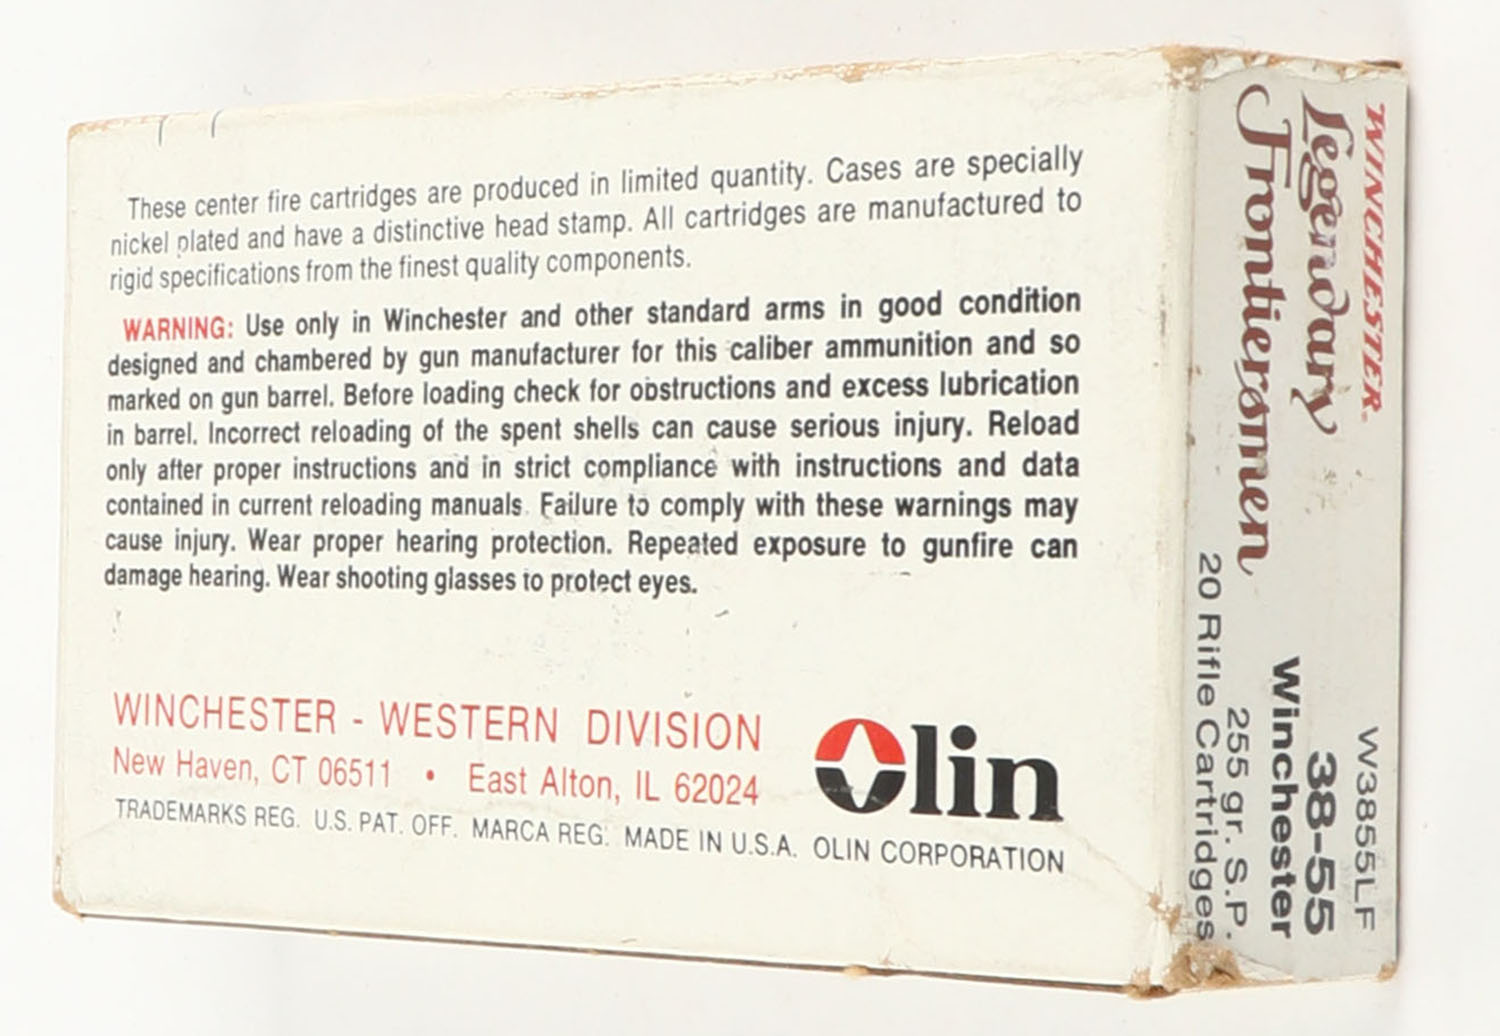 These center fire cartridges are produced in limited quantity. Cases are specially
nickel plated and have a distinctive head stamp. All cartridges are manufactured to
rigid specifications from the finest quality components.
WARNING: Use only in Winchester and other standard arms in good condition
designed and chambered by gun manufacturer for this caliber ammunition and so
marked on gun barrel. Before loading check for obstructions and excess lubrication
in barrel. Incorrect reloading of the spent shells can cause serious injury. Reload
only after proper instructions and in strict compliance with instructions and data
contained in current reloading manuals. Failure to comply with these warnings may
cause injury. Wear proper hearing protection. Repeated exposure to gunfire can
damage hearing. Wear shooting glasses to protect eyes.
WINCHESTER - WESTERN DIVISION
New Haven, CT 06511 • East Alton, IL 62024
Olin
TRADEMARKS REG. U.S. PAT. OFF. MARCA REG. MADE IN U.S.A. OLIN CORPORATION
WINCHESTER®
Legendary
Frontiersmen
W3855LF
38-55
Winchester
255 gr. S.P.
20 Rifle Cartridges